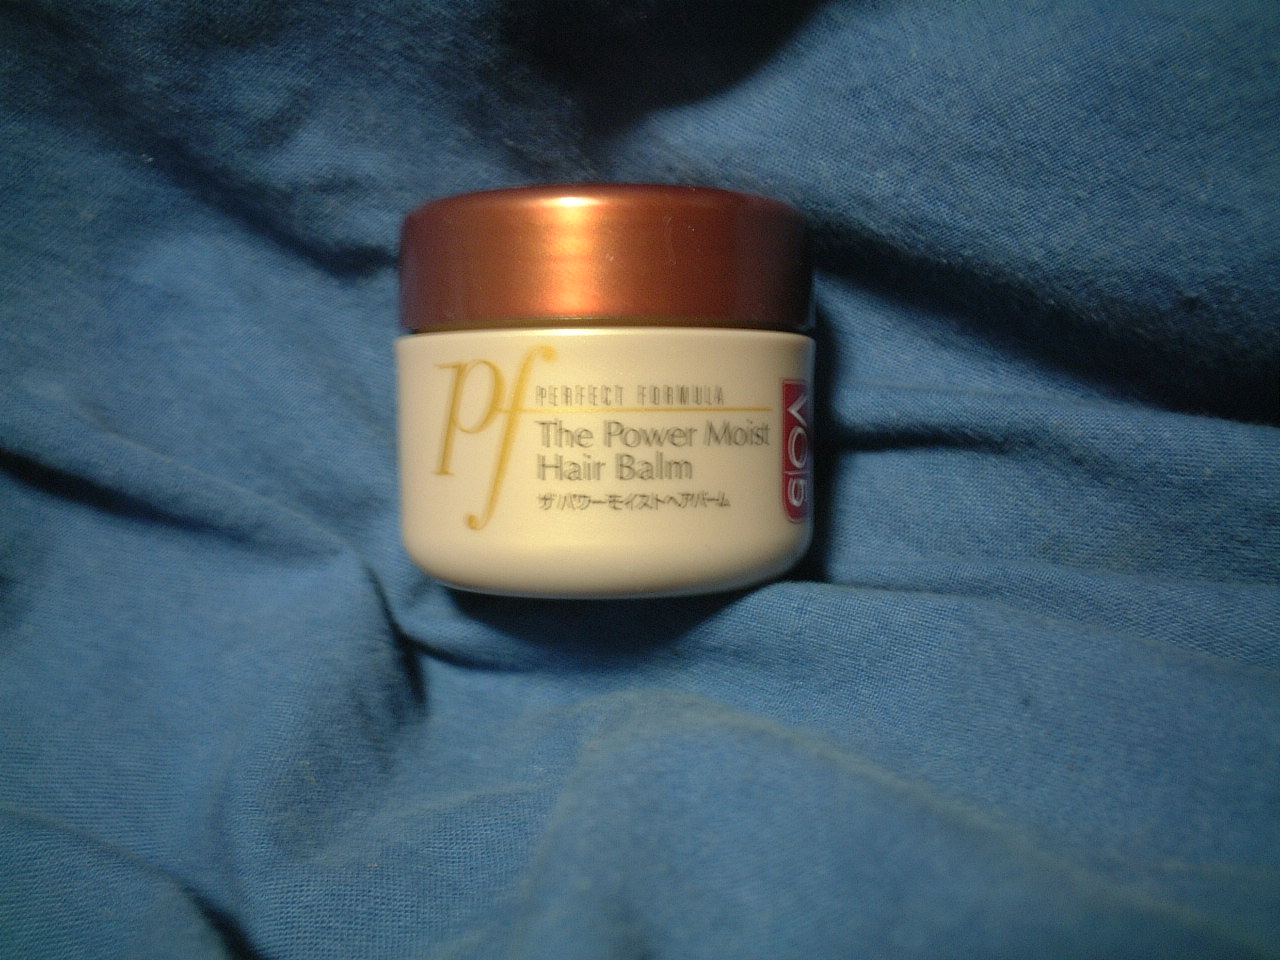 pf
PERFECT FORMULA
The Power Moist
Hair Balm
ザ/パワーモイストヘアバーム
VO5